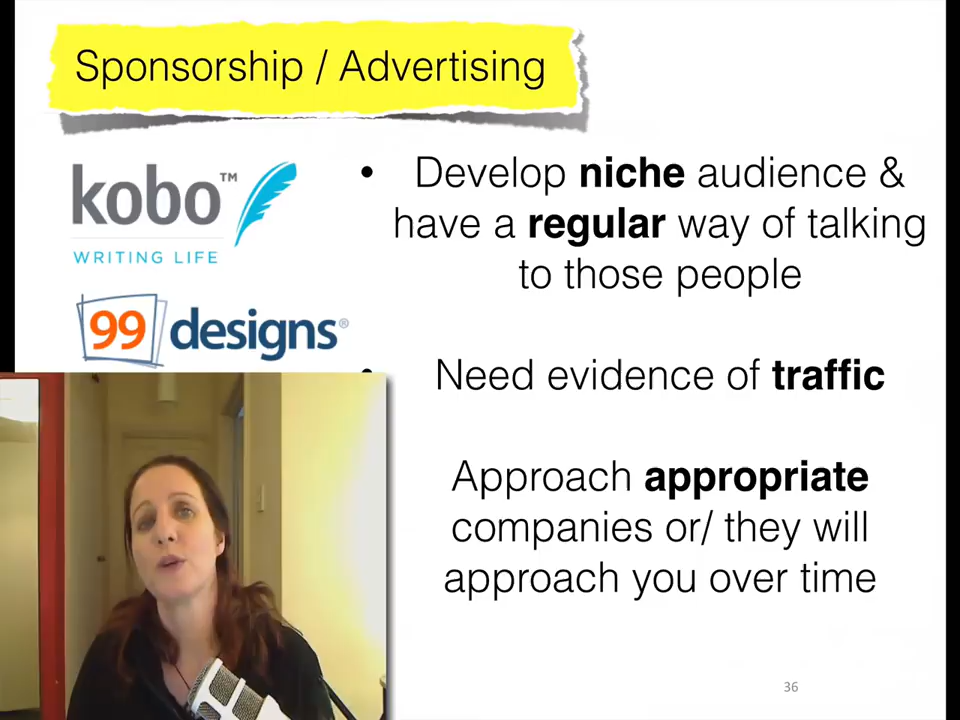 Sponsorship / Advertising
kobo™
WRITING LIFE
99 designs®
• Develop niche audience &
have a regular way of talking
to those people
• Need evidence of traffic
Approach appropriate
companies or/ they will
approach you over time
36